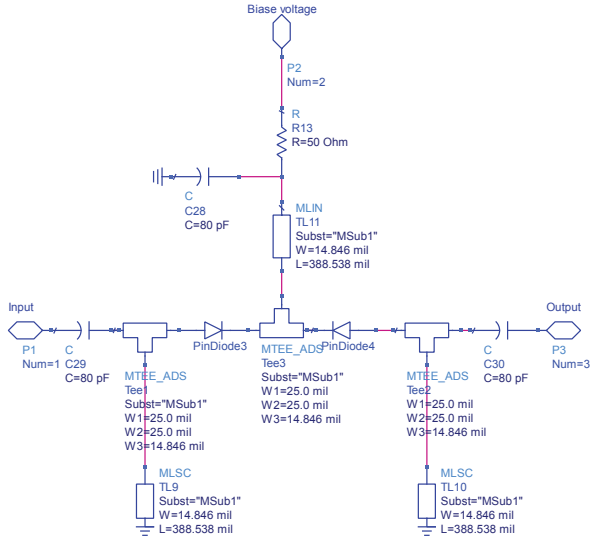 Biase voltage
P2
Num=2
R
R13
R=50 Ohm
C
C28
C=80 pF
MLIN
TL11
Subst="MSub1"
W=14.846 mil
L=388.538 mil
Input
P1
Num=1
C
C29
C=80 pF
MTEE_ADS
Tee1
Subst="MSub1"
W1=25.0 mil
W2=25.0 mil
W3=14.846 mil
PinDiode3
MTEE_ADS
Tee3
Subst="MSub1"
W1=25.0 mil
W2=25.0 mil
W3=14.846 mil
PinDiode4
MTEE_ADS
Tee2
W1=25.0 mil
W2=25.0 mil
W3=14.846 mil
C
C30
C=80 pF
Output
P3
Num=3
MLSC
TL9
Subst="MSub1"
W=14.846 mil
L=388.538 mil
MLSC
TL10
Subst="MSub1"
W=14.846 mil
L=388.538 mil